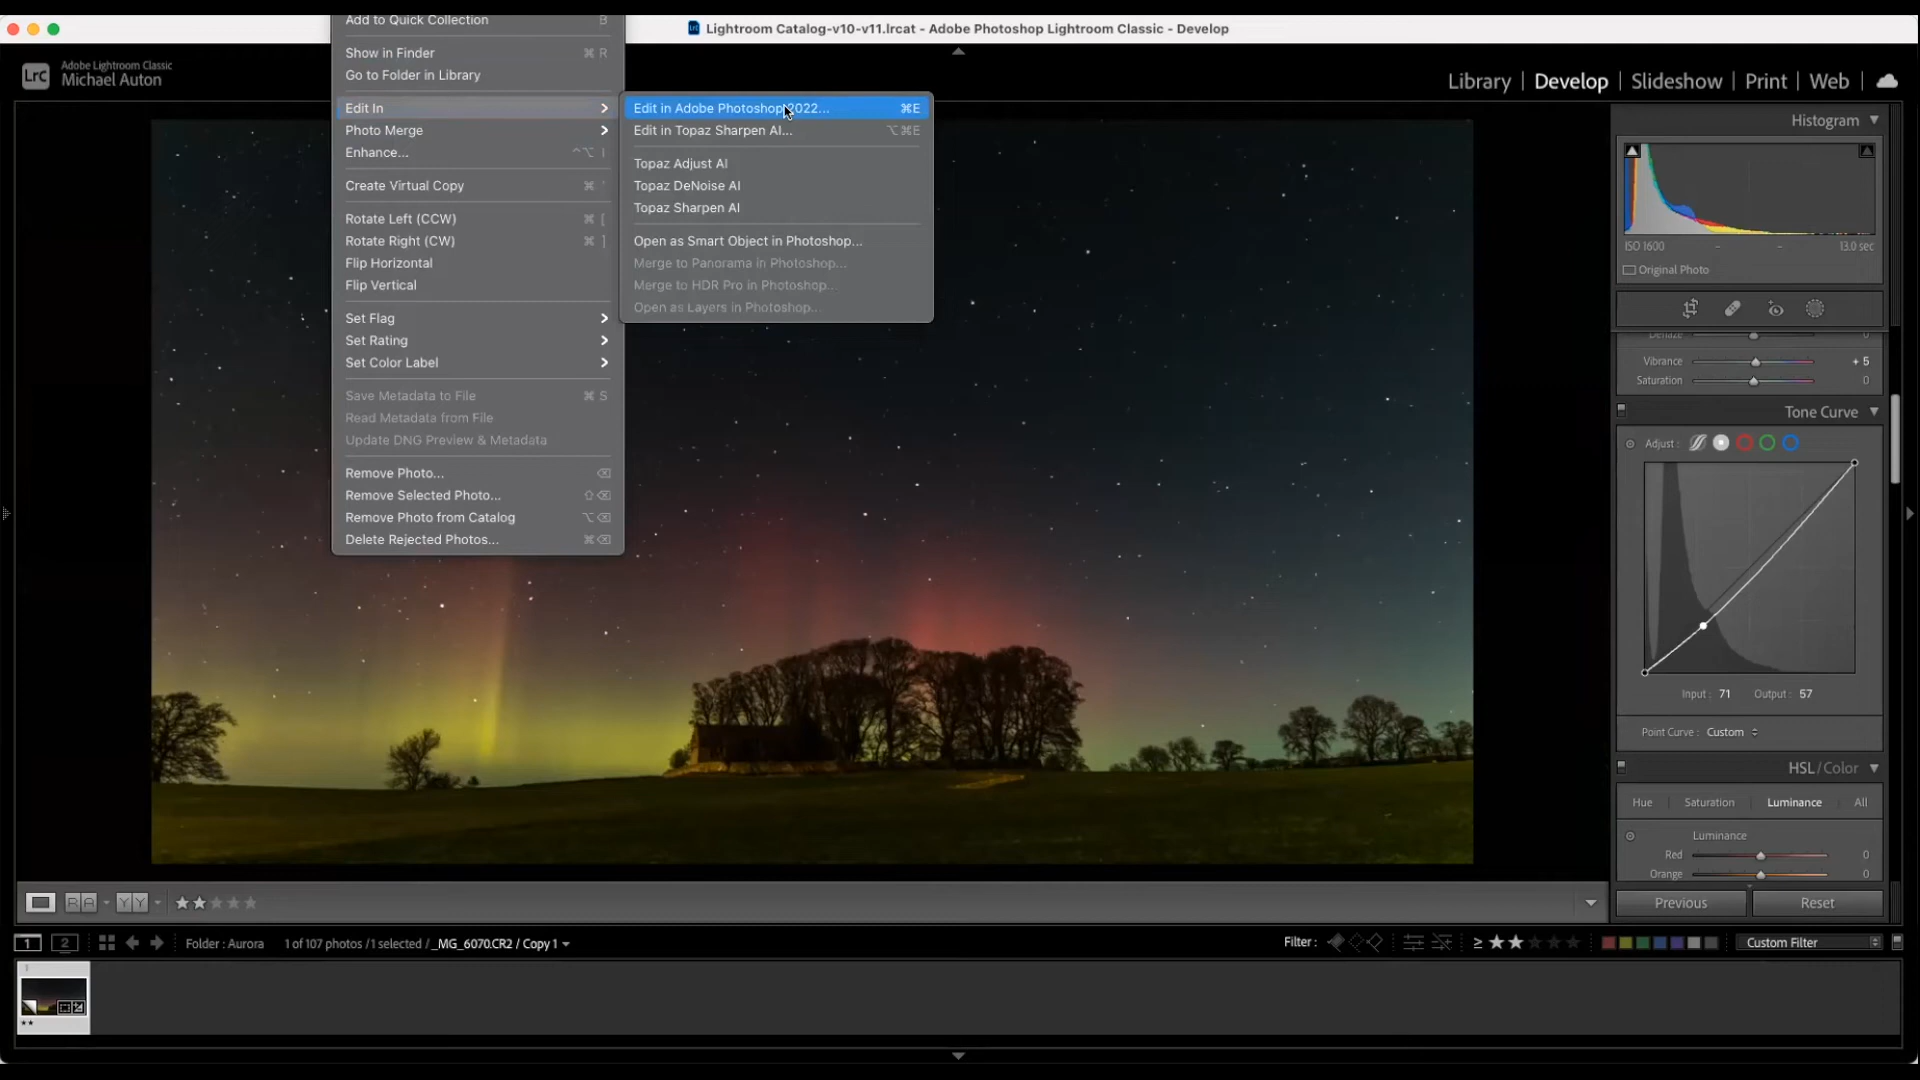 Lightroom Catalog-v10-v11.lrcat - Adobe Photoshop Lightroom Classic - Develop
LrC
Adobe Lightroom Classic
Michael Auton
Library | Develop | Slideshow | Print | Web
Add to Quick Collection B
Show in Finder ⌘ R
Go to Folder in Library
Edit In
Photo Merge
Enhance... ^⌥ I
Create Virtual Copy ⌘ '
Rotate Left (CCW) ⌘ [
Rotate Right (CW) ⌘ ]
Flip Horizontal
Flip Vertical
Set Flag
Set Rating
Set Color Label
Save Metadata to File ⌘ S
Read Metadata from File
Update DNG Preview & Metadata
Remove Photo... ⌫
Remove Selected Photo... ⇧⌫
Remove Photo from Catalog ⌥⌫
Delete Rejected Photos... ⌘⌫
Edit in Adobe Photoshop 2022... ⌘E
Edit in Topaz Sharpen AI... ⌥⌘E
Topaz Adjust AI
Topaz DeNoise AI
Topaz Sharpen AI
Open as Smart Object in Photoshop...
Merge to Panorama in Photoshop...
Merge to HDR Pro in Photoshop...
Open as Layers in Photoshop...
Histogram
ISO 1600 – – 13.0 sec
Original Photo
Dehaze 0
Vibrance + 5
Saturation 0
Tone Curve
Adjust :
Input : 71 Output : 57
Point Curve : Custom
HSL / Color
Hue Saturation Luminance All
Luminance
Red 0
Orange 0
Previous Reset
RA YY
1 2 Folder : Aurora 1 of 107 photos /1 selected / _MG_6070.CR2 / Copy 1
Filter : ≥ Custom Filter
1